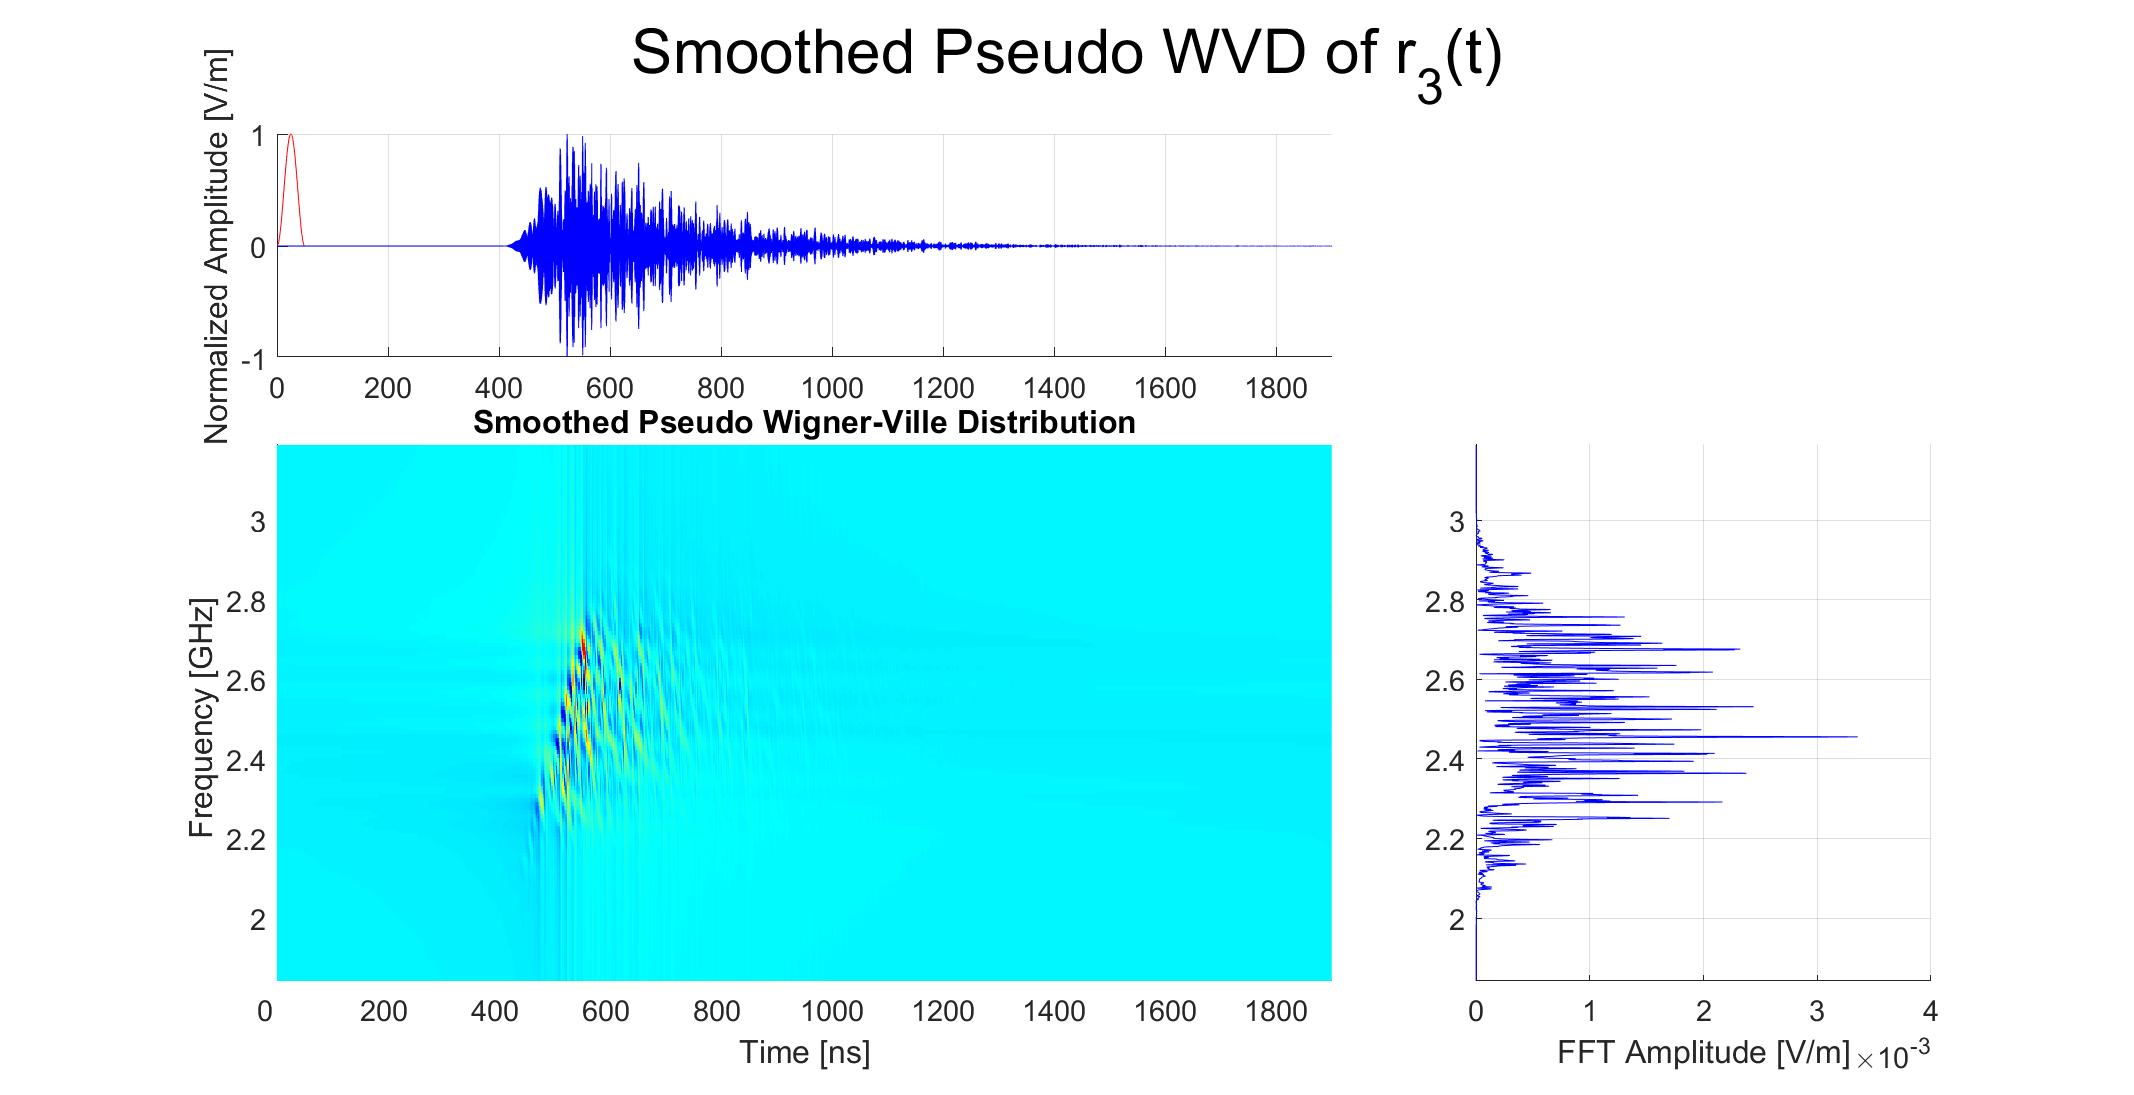 Smoothed Pseudo WVD of r3(t)
Normalized Amplitude [V/m]
1
0
-1
0 200 400 600 800 1000 1200 1400 1600 1800
Smoothed Pseudo Wigner-Ville Distribution
Frequency [GHz]
3
2.8
2.6
2.4
2.2
2
0 200 400 600 800 1000 1200 1400 1600 1800
Time [ns]
3
2.8
2.6
2.4
2.2
2
0 1 2 3 4
FFT Amplitude [V/m] ×10-3